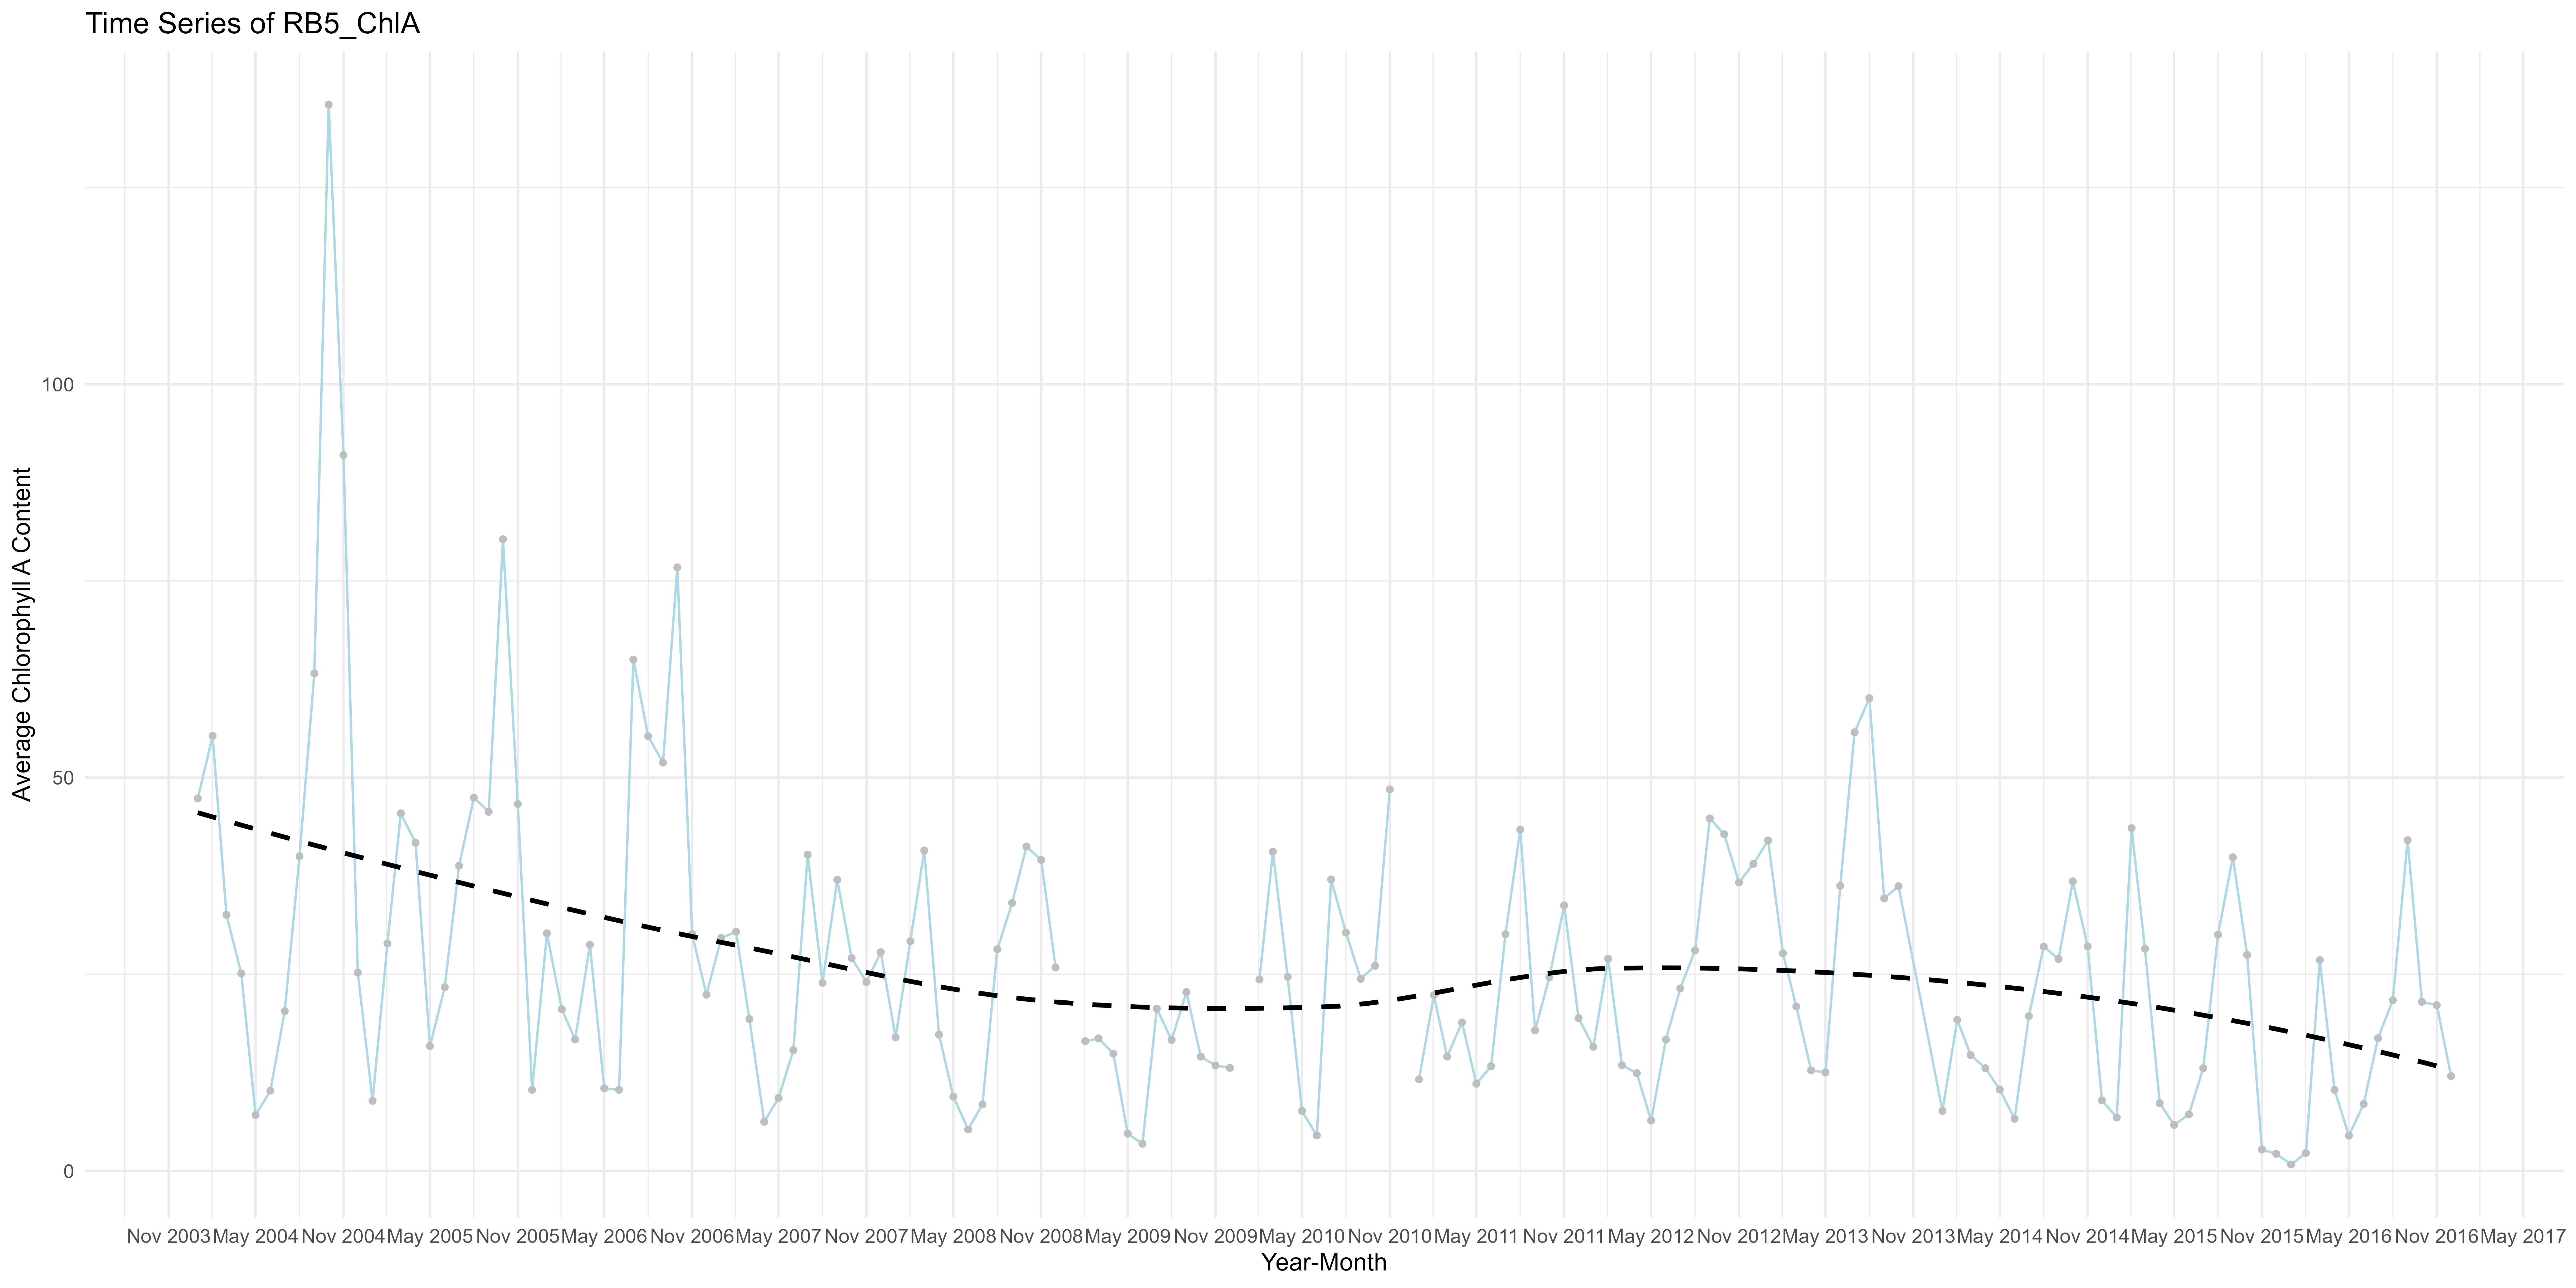 Time Series of RB5_ChlA
Average Chlorophyll A Content
100
50
0
Nov 2003 May 2004 Nov 2004 May 2005 Nov 2005 May 2006 Nov 2006 May 2007 Nov 2007 May 2008 Nov 2008 May 2009 Nov 2009 May 2010 Nov 2010 May 2011 Nov 2011 May 2012 Nov 2012 May 2013 Nov 2013 May 2014 Nov 2014 May 2015 Nov 2015 May 2016 Nov 2016 May 2017
Year-Month